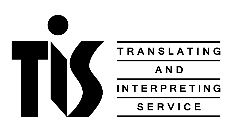 TIS
TRANSLATING
AND
INTERPRETING
SERVICE